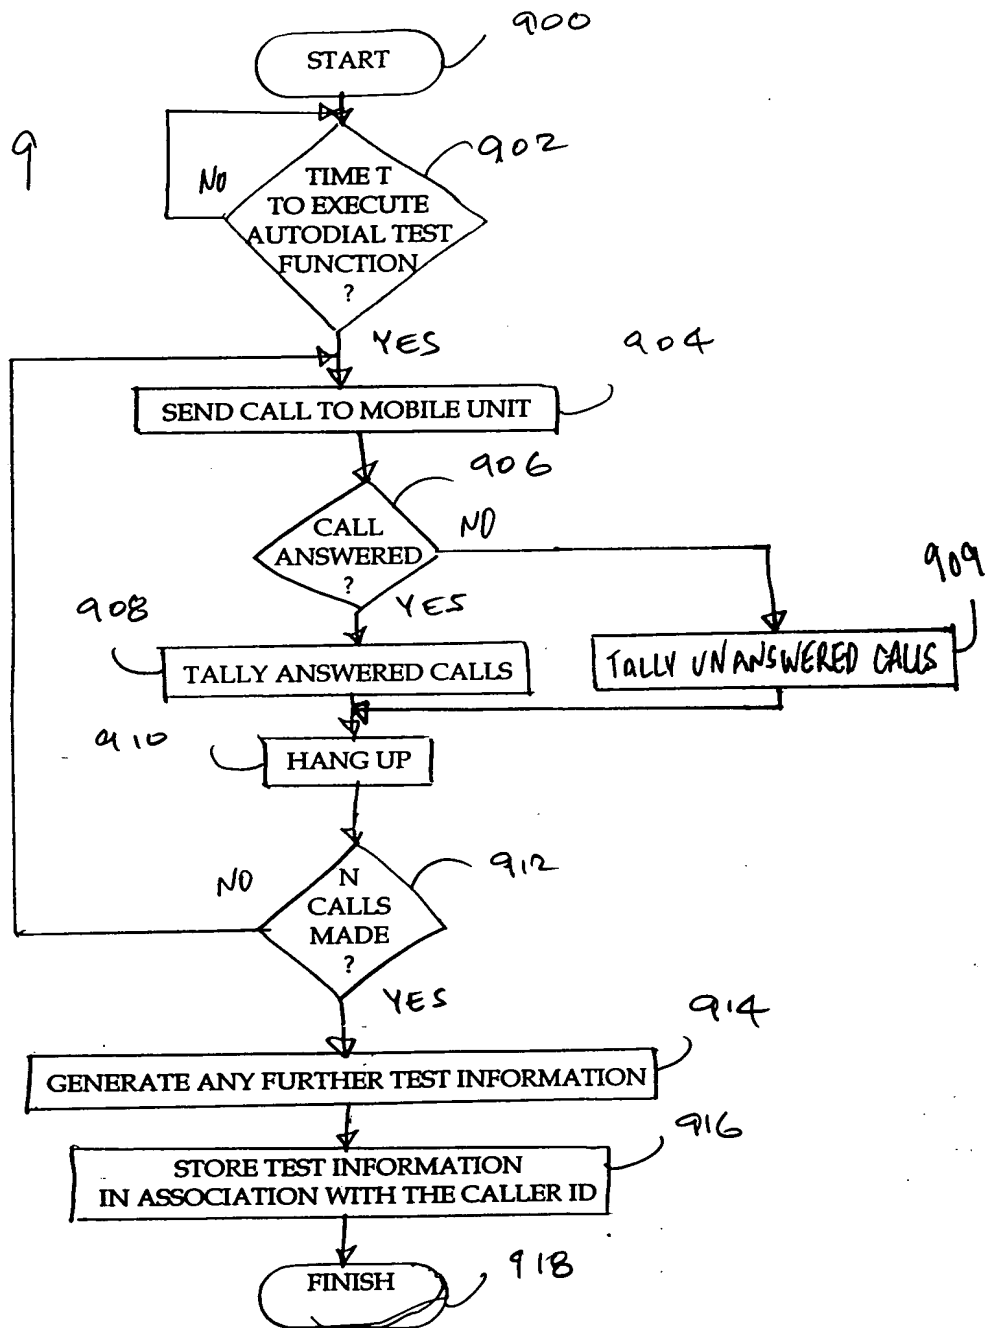 900
START
9
902
No
TIME T
TO EXECUTE
AUTODIAL TEST
FUNCTION
?
YES
904
SEND CALL TO MOBILE UNIT
906
CALL
ANSWERED
?
NO
YES
908
909
TALLY ANSWERED CALLS
TALLY UNANSWERED CALLS
910
HANG UP
912
NO
N
CALLS
MADE
?
YES
914
GENERATE ANY FURTHER TEST INFORMATION
916
STORE TEST INFORMATION
IN ASSOCIATION WITH THE CALLER ID
FINISH
918